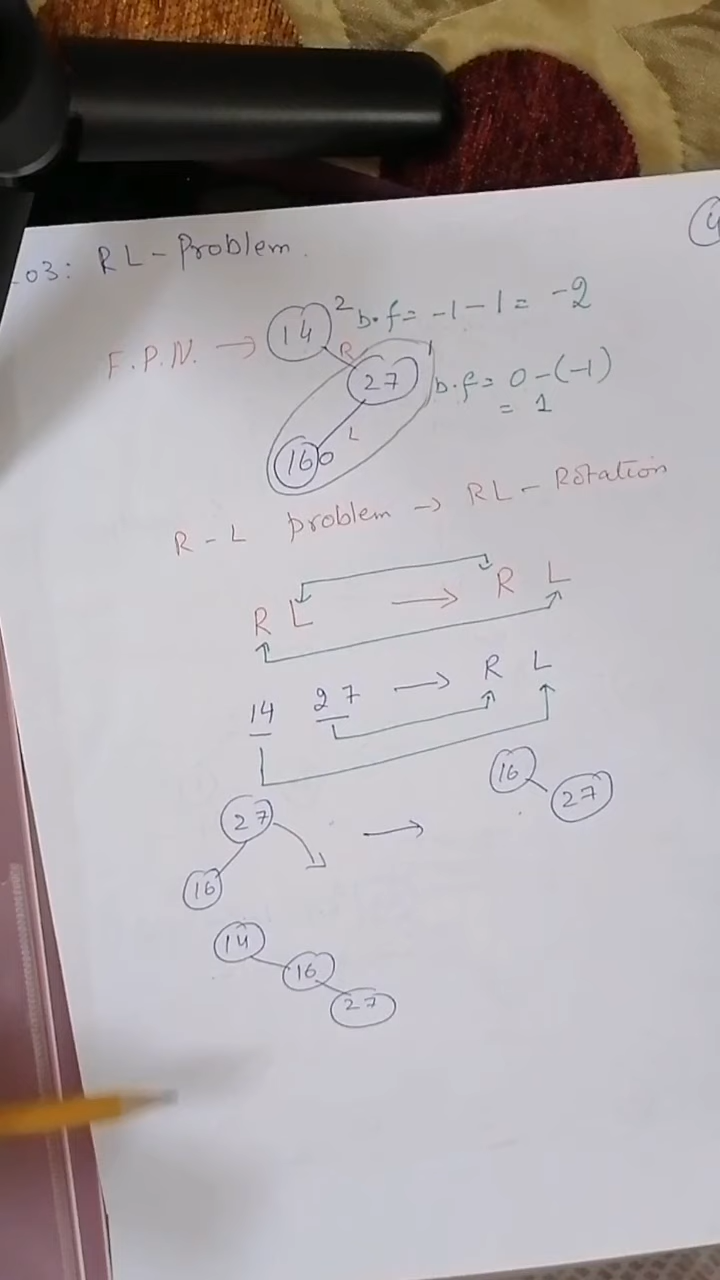 03: RL-Problem.
F.P.N. → 14 2 b.f = -1-1 = -2
R
27 1 b.f = 0-(-1)
= 1
L
16 0
R-L problem → RL-Rotation
R L → R L
14 27 → R L
27 → 16
27
16
14
16
27